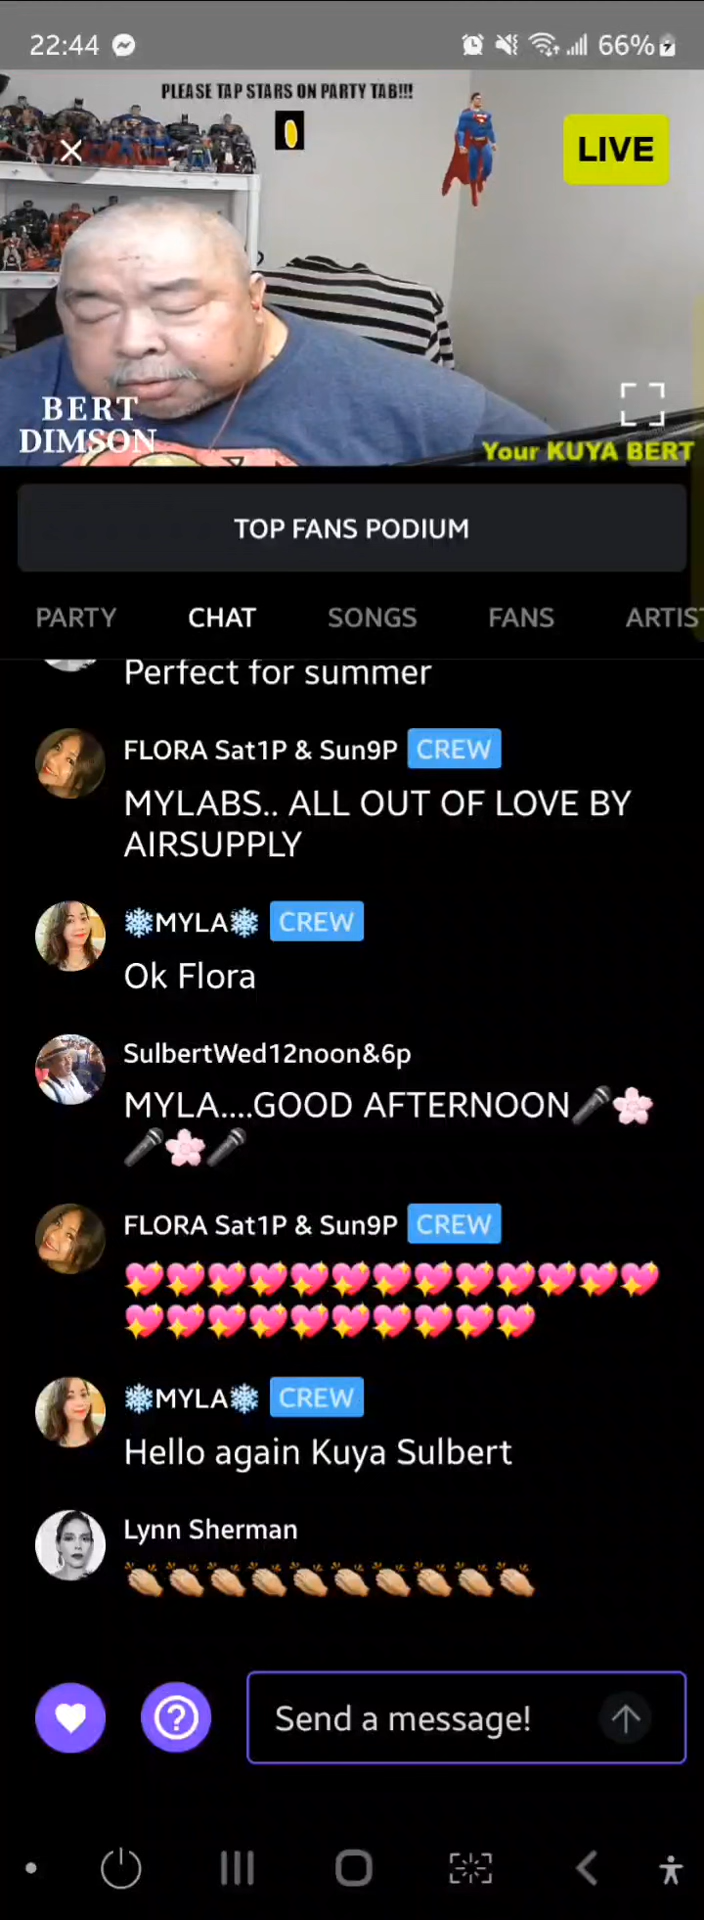 22:44
66%
PLEASE TAP STARS ON PARTY TAB!!!
LIVE
BERT
DIMSON
Your KUYA BERT
TOP FANS PODIUM
PARTY CHAT SONGS FANS ARTIS
Perfect for summer
FLORA Sat1P & Sun9P CREW
MYLABS.. ALL OUT OF LOVE BY
AIRSUPPLY
❄️MYLA❄️ CREW
Ok Flora
SulbertWed12noon&6p
MYLA....GOOD AFTERNOON🎤🌸
🎤🌸🎤
FLORA Sat1P & Sun9P CREW
💖💖💖💖💖💖💖💖💖💖💖💖💖
💖💖💖💖💖💖💖💖💖💖
❄️MYLA❄️ CREW
Hello again Kuya Sulbert
Lynn Sherman
👏🏼👏🏼👏🏼👏🏼👏🏼👏🏼👏🏼👏🏼👏🏼👏🏼
Send a message!